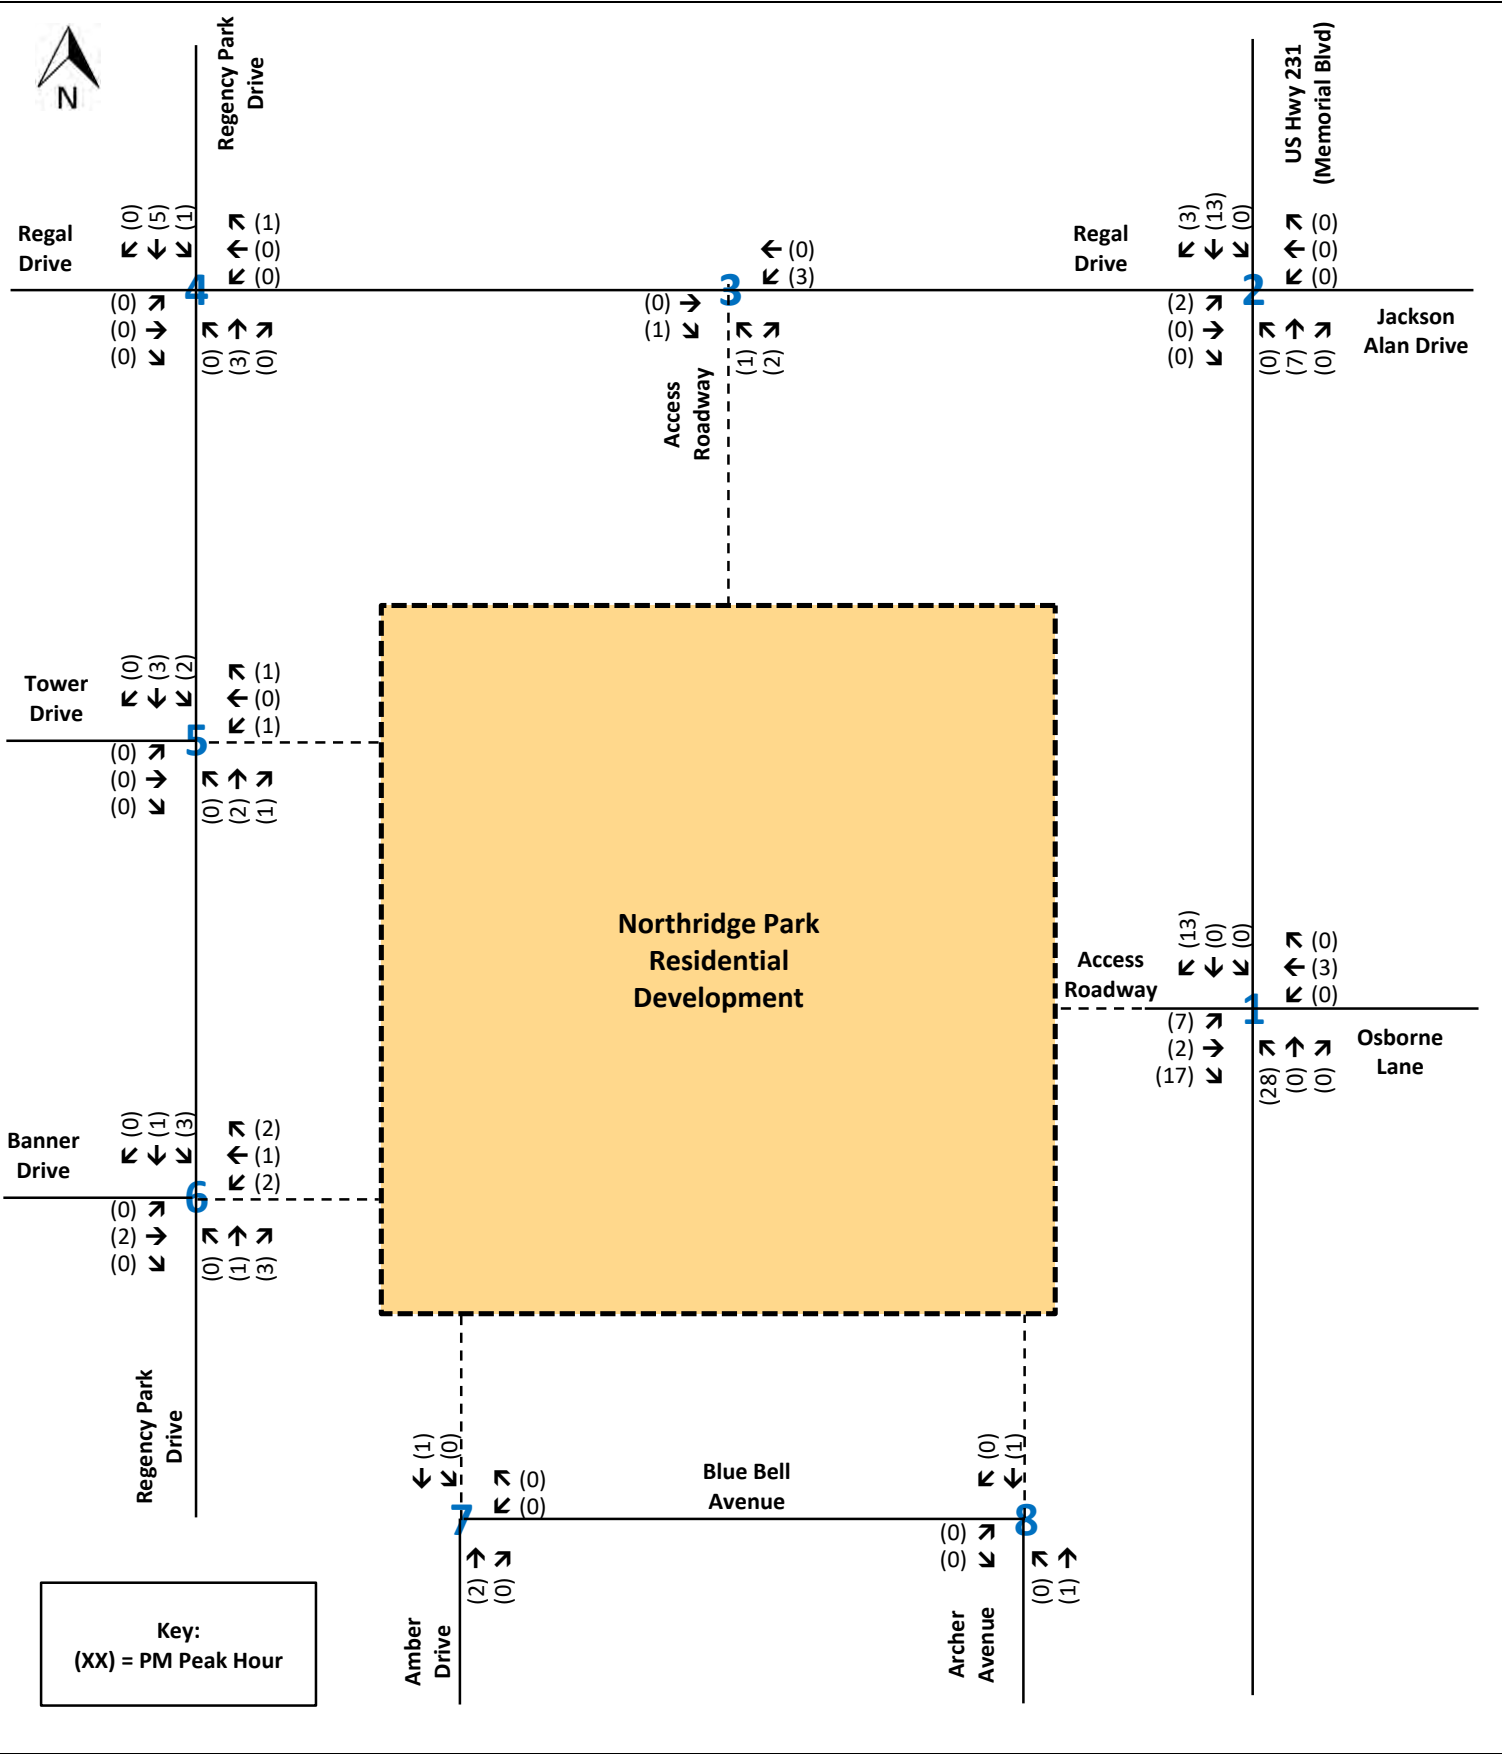 N
Regency Park
Drive
US Hwy 231
(Memorial Blvd)
Regal
Drive
(0) (5) (1)
(1)
(0)
(0)
4
(0)
(0)
(0)
(0) (3) (0)
(0)
(3)
3
(0)
(1)
(1) (2)
Access
Roadway
Regal
Drive
(3) (13) (0)
(0)
(0)
(0)
2
(2)
(0)
(0)
(0) (7) (0)
Jackson
Alan Drive
Tower
Drive
(0) (3) (2)
(1)
(0)
(1)
5
(0)
(0)
(0)
(0) (2) (1)
Northridge Park
Residential
Development
Access
Roadway
(13) (0) (0)
(0)
(3)
(0)
1
(7)
(2)
(17)
(28) (0) (0)
Osborne
Lane
Banner
Drive
(0) (1) (3)
(2)
(1)
(2)
6
(0)
(2)
(0)
(0) (1) (3)
Regency Park
Drive
(1) (0)
(0)
(0)
7
(2) (0)
Amber
Drive
Blue Bell
Avenue
(0) (1)
8
(0)
(0)
(0) (1)
Archer
Avenue
Key:
(XX) = PM Peak Hour